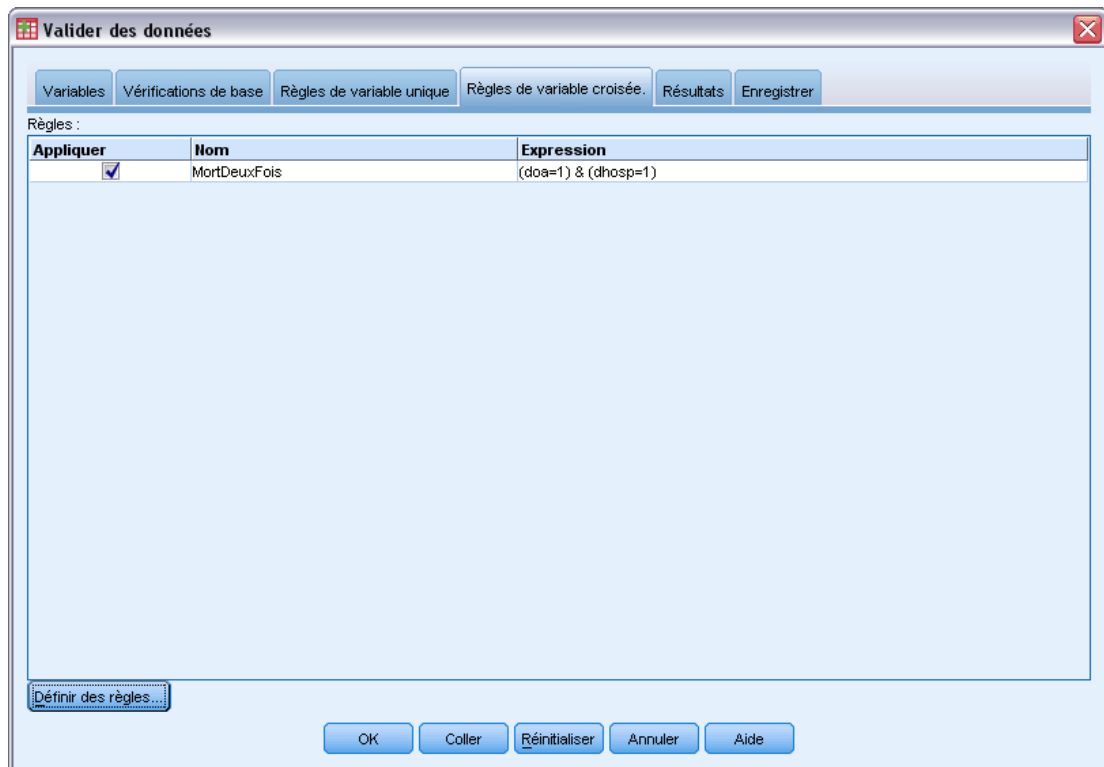 Valider des données
Variables Vérifications de base Règles de variable unique Règles de variable croisée. Résultats Enregistrer
Règles :
Appliquer Nom Expression
MortDeuxFois (doa=1) & (dhosp=1)
Définir des règles...
OK Coller Réinitialiser Annuler Aide